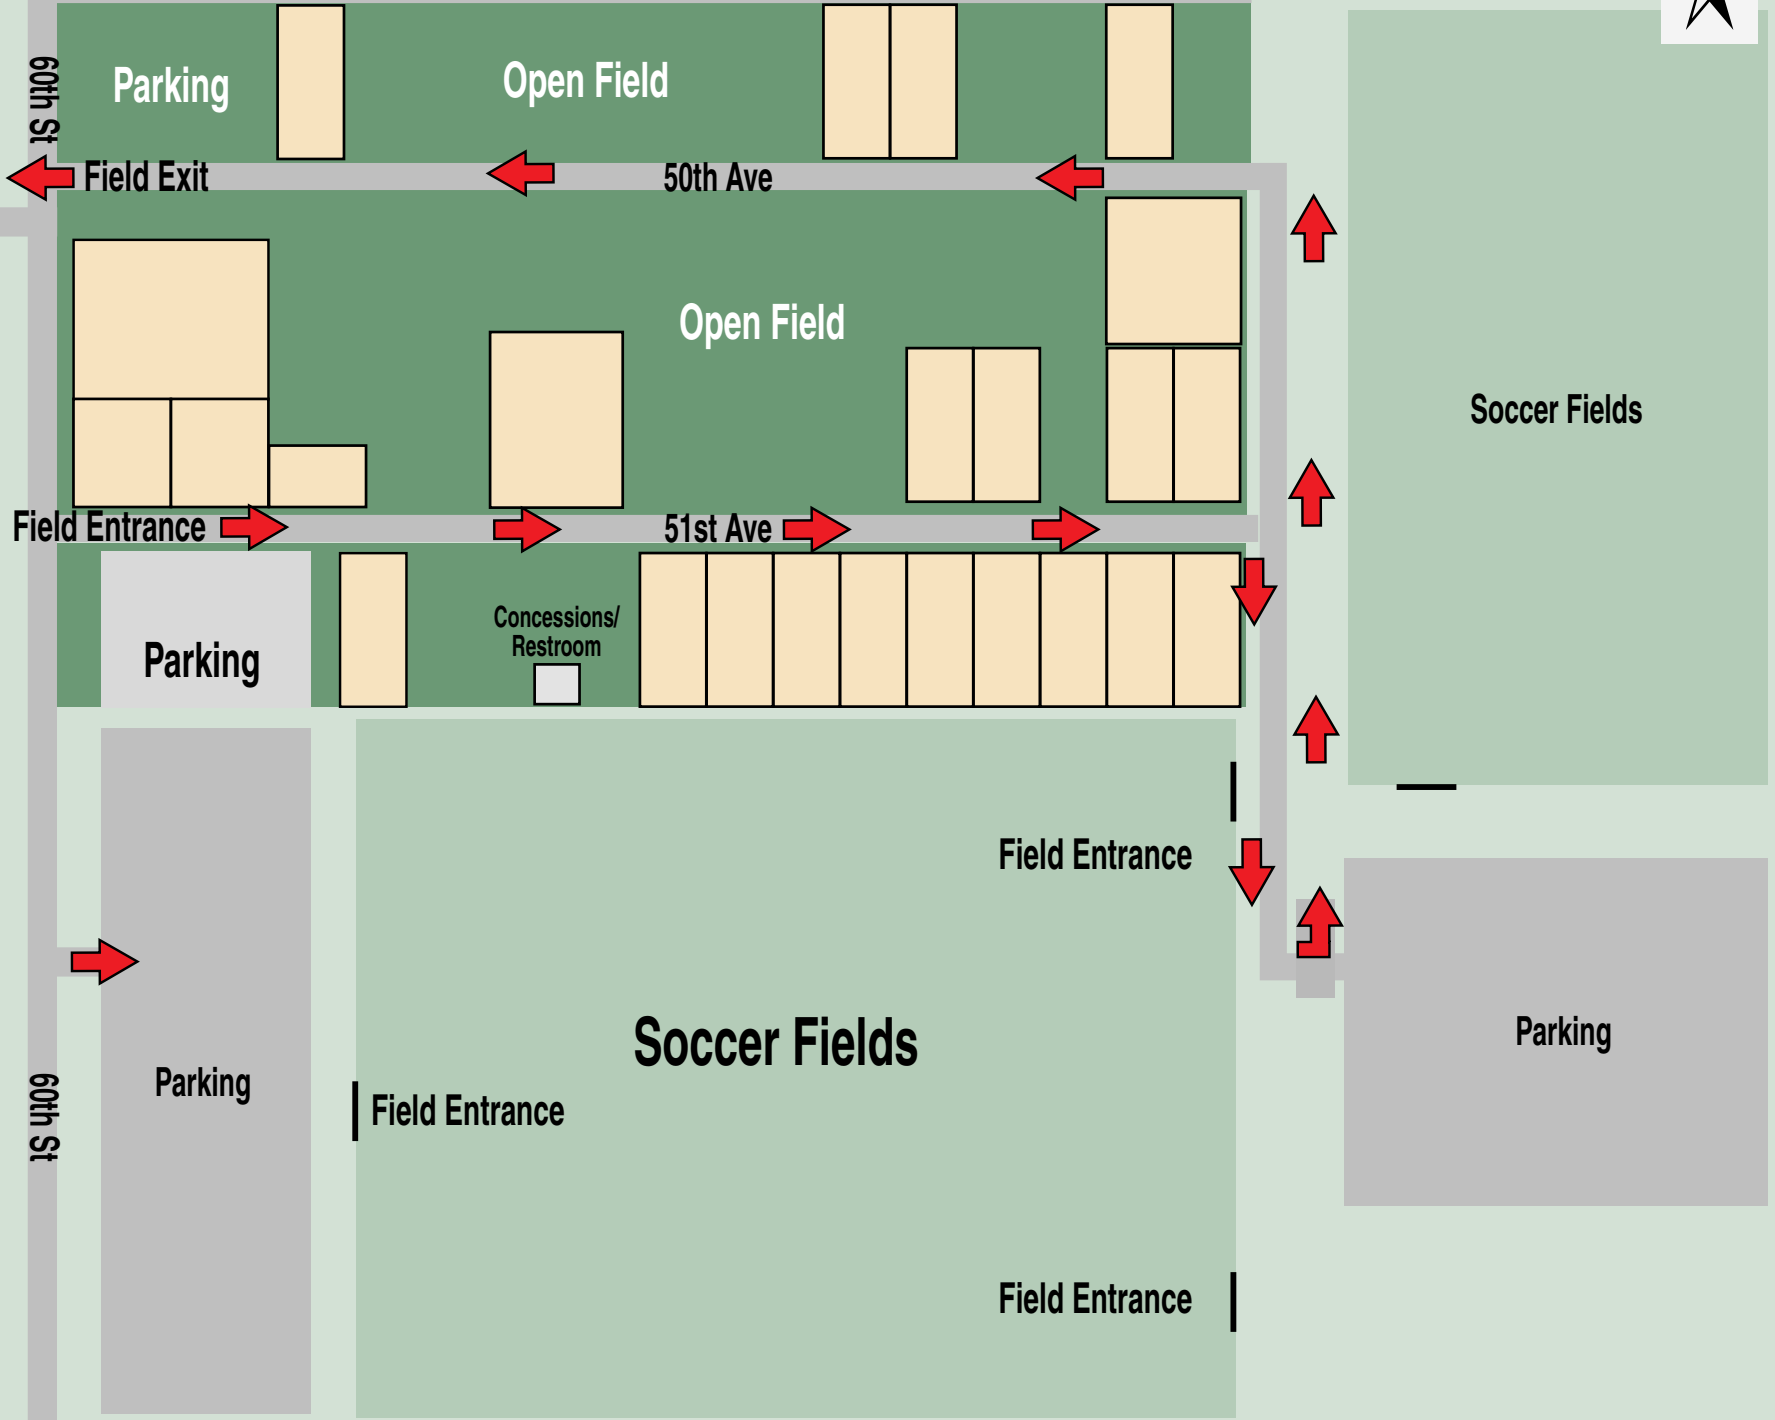 60th St
Parking
Open Field
Field Exit
50th Ave
Open Field
Soccer Fields
Field Entrance
51st Ave
Concessions/
Restroom
Parking
Field Entrance
Soccer Fields
Parking
Parking
60th St
Field Entrance
Field Entrance